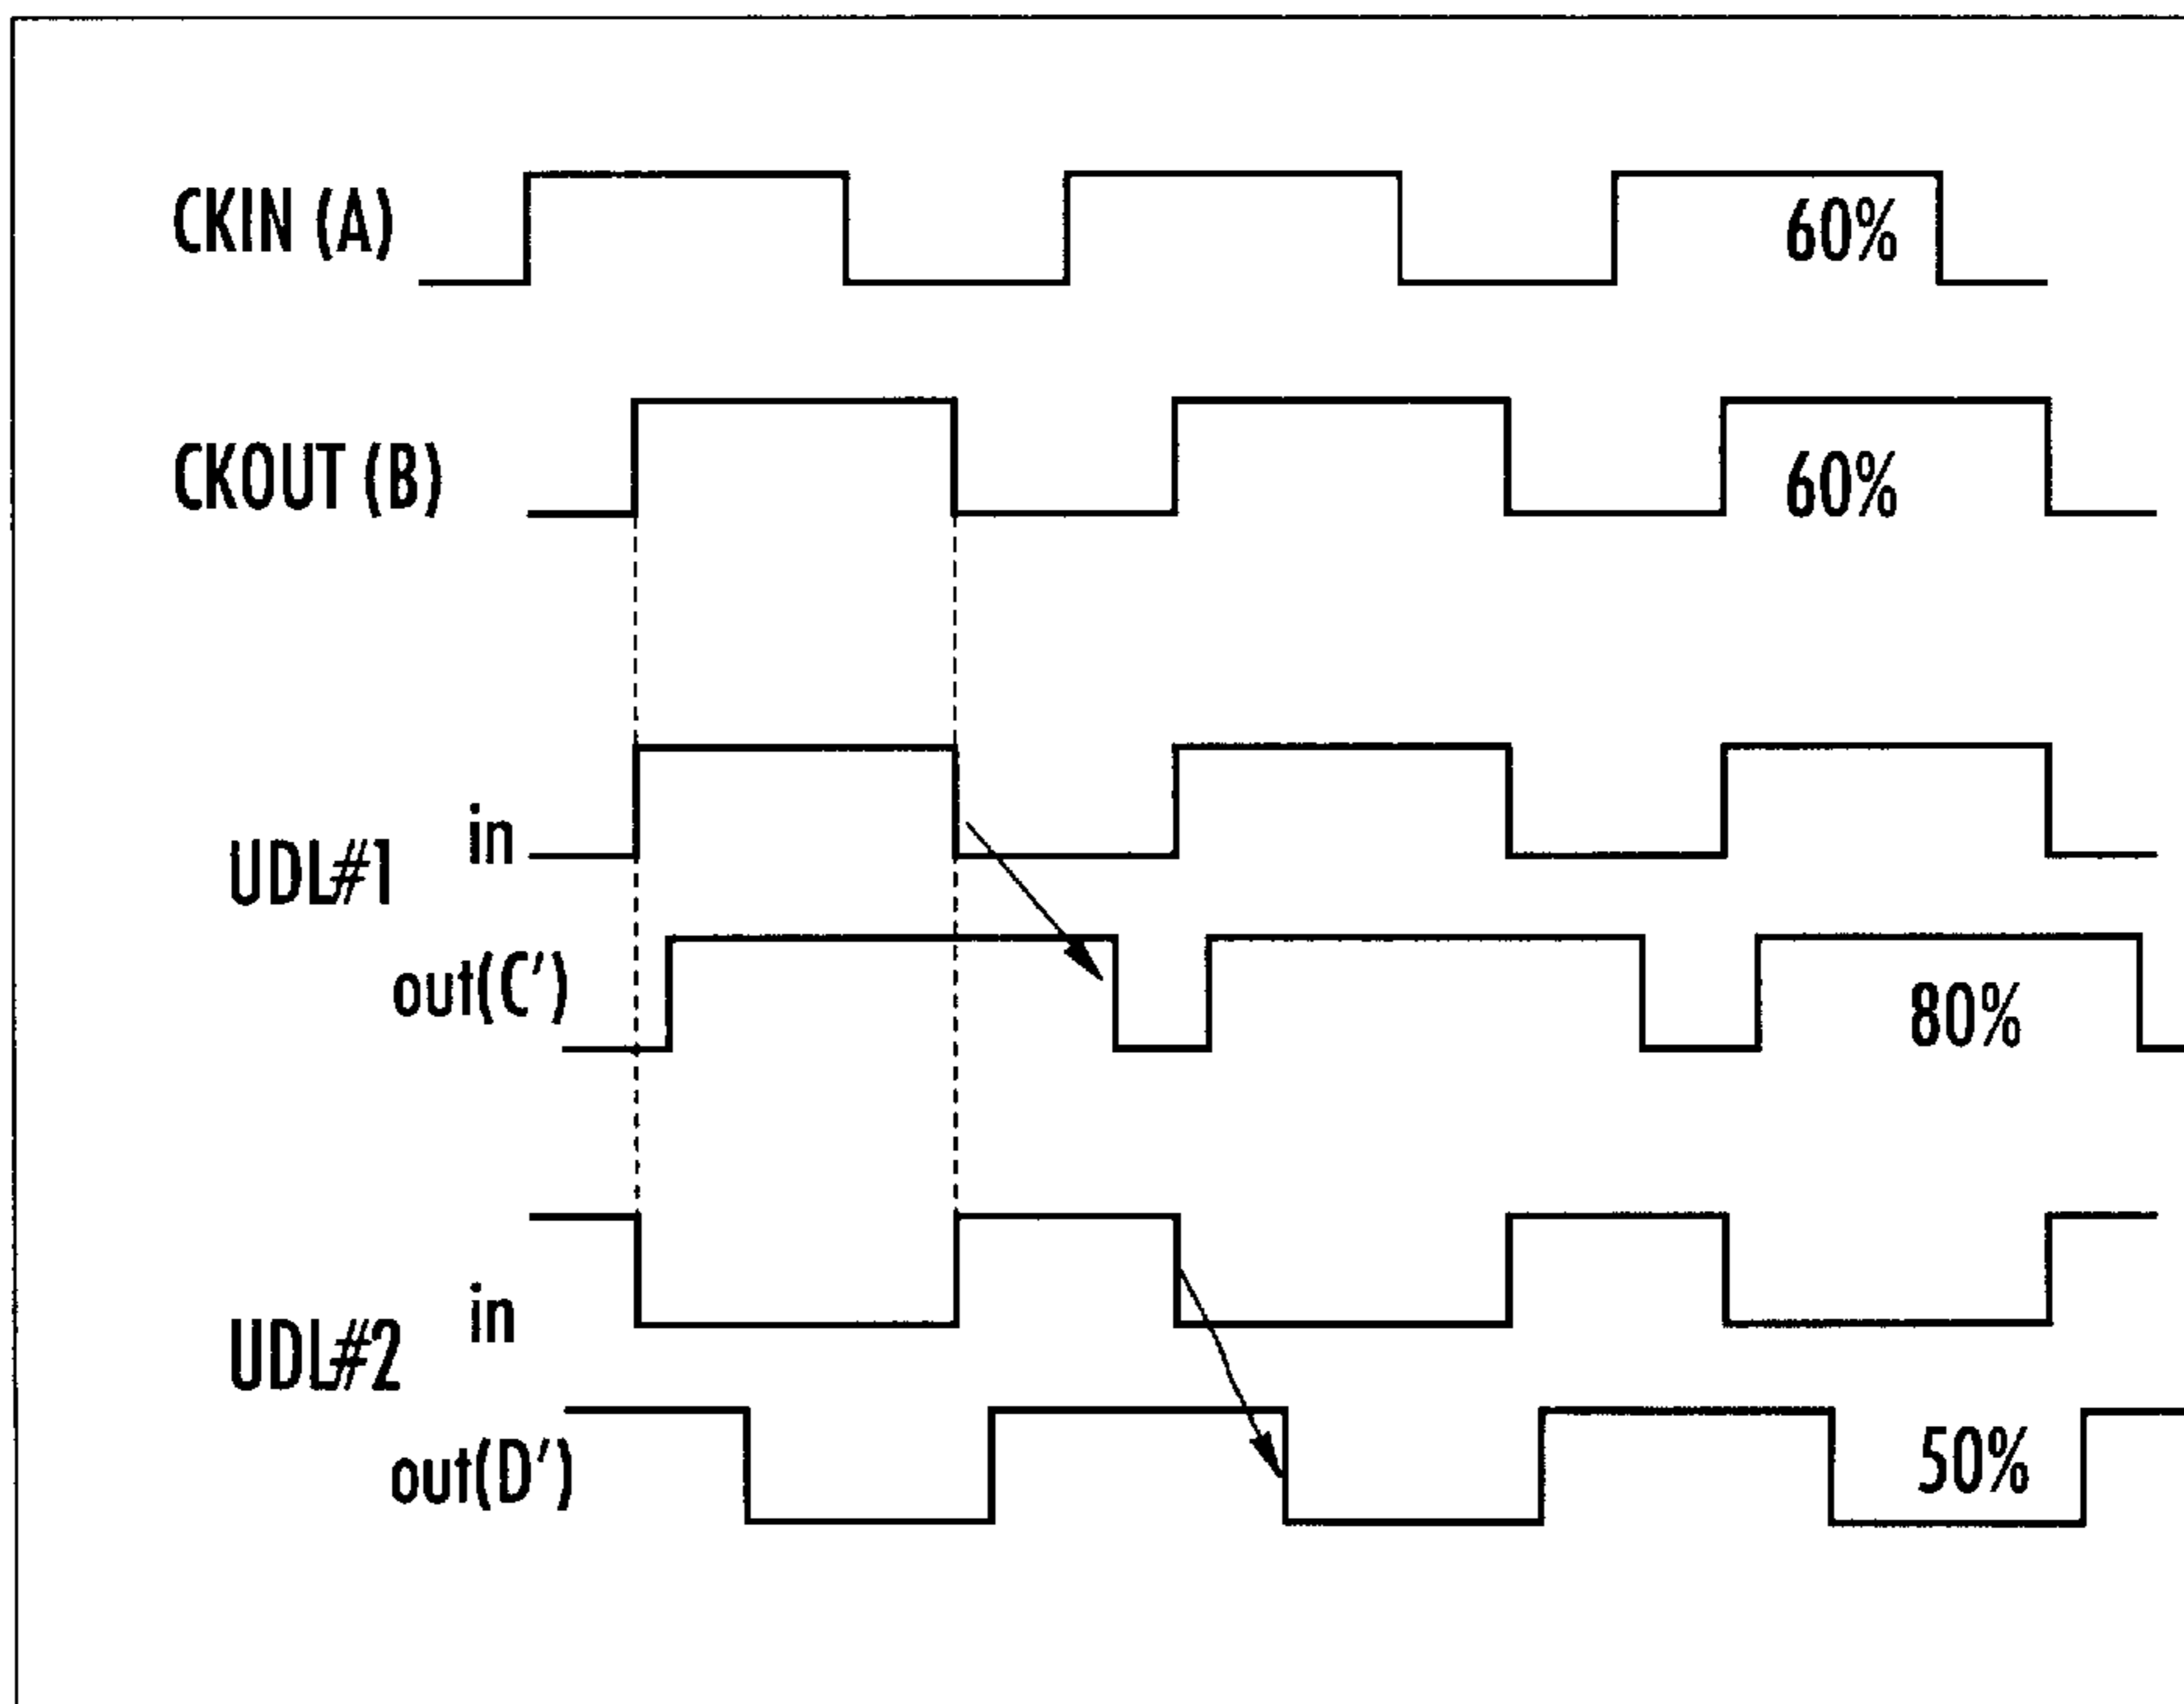 CKIN (A)
60%
CKOUT (B)
60%
in
UDL#1
out(C′)
80%
in
UDL#2
out(D′)
50%